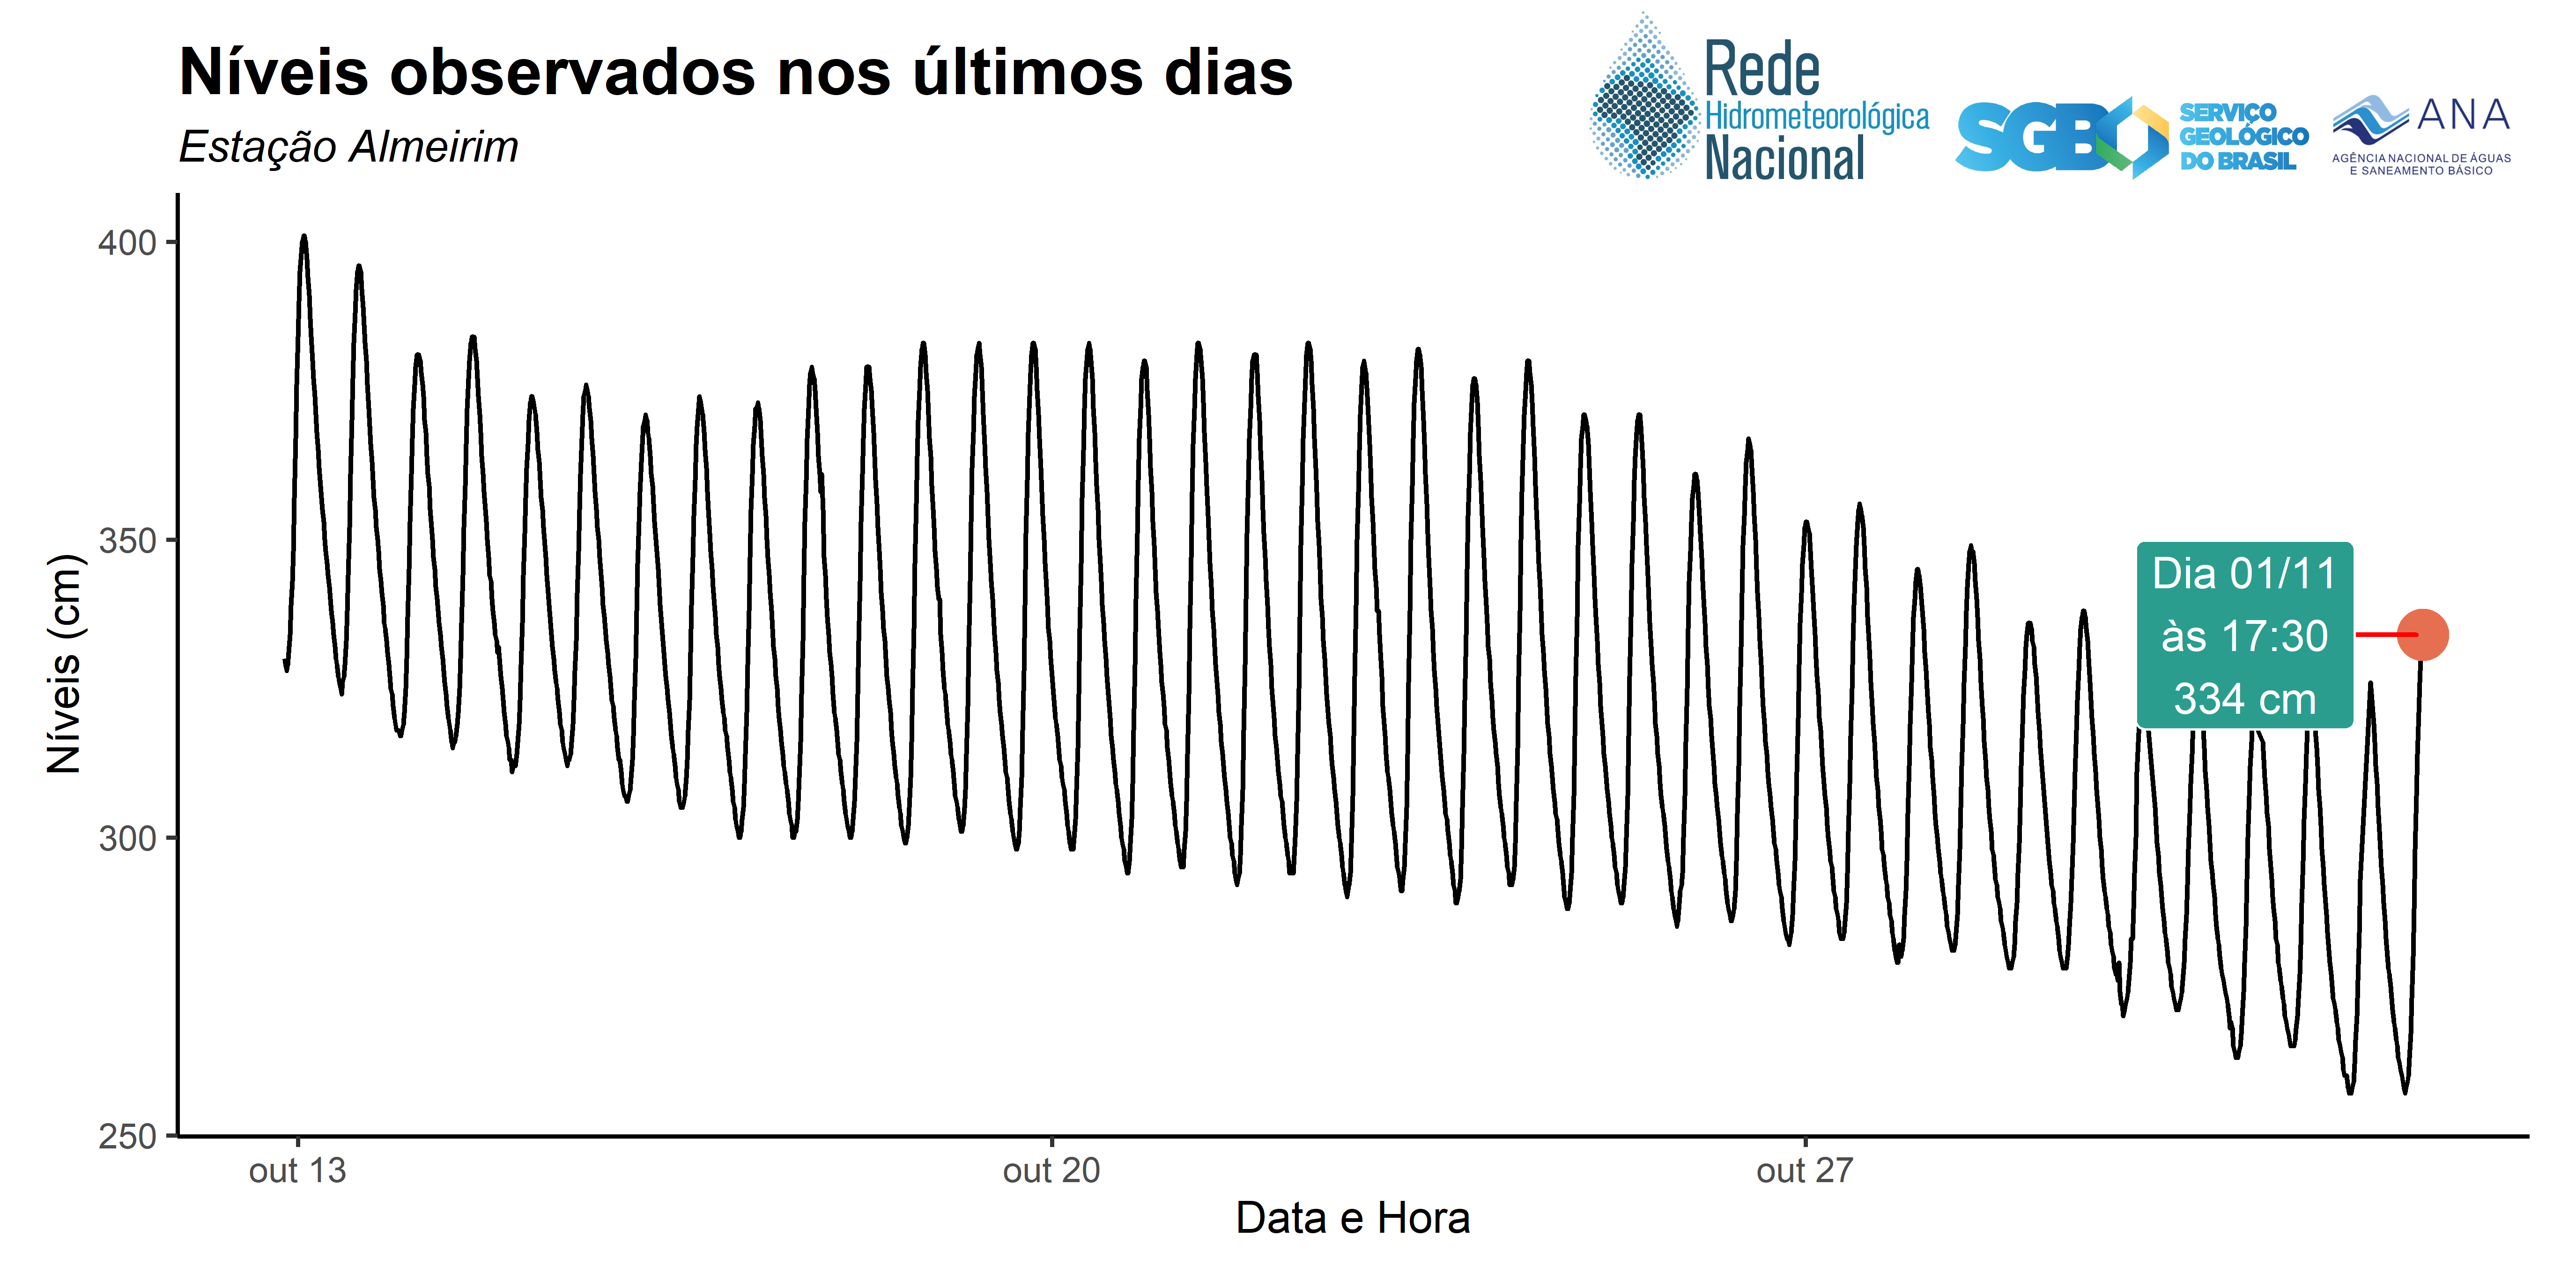 Níveis observados nos últimos dias
Estação Almeirim
Rede
Hidrometeorológica
Nacional
SGB
SERVIÇO
GEOLÓGICO
DO BRASIL
ANA
AGÊNCIA NACIONAL DE ÁGUAS
E SANEAMENTO BÁSICO
Níveis (cm)
400
350
300
250
Dia 01/11
às 17:30
334 cm
out 13
out 20
out 27
Data e Hora